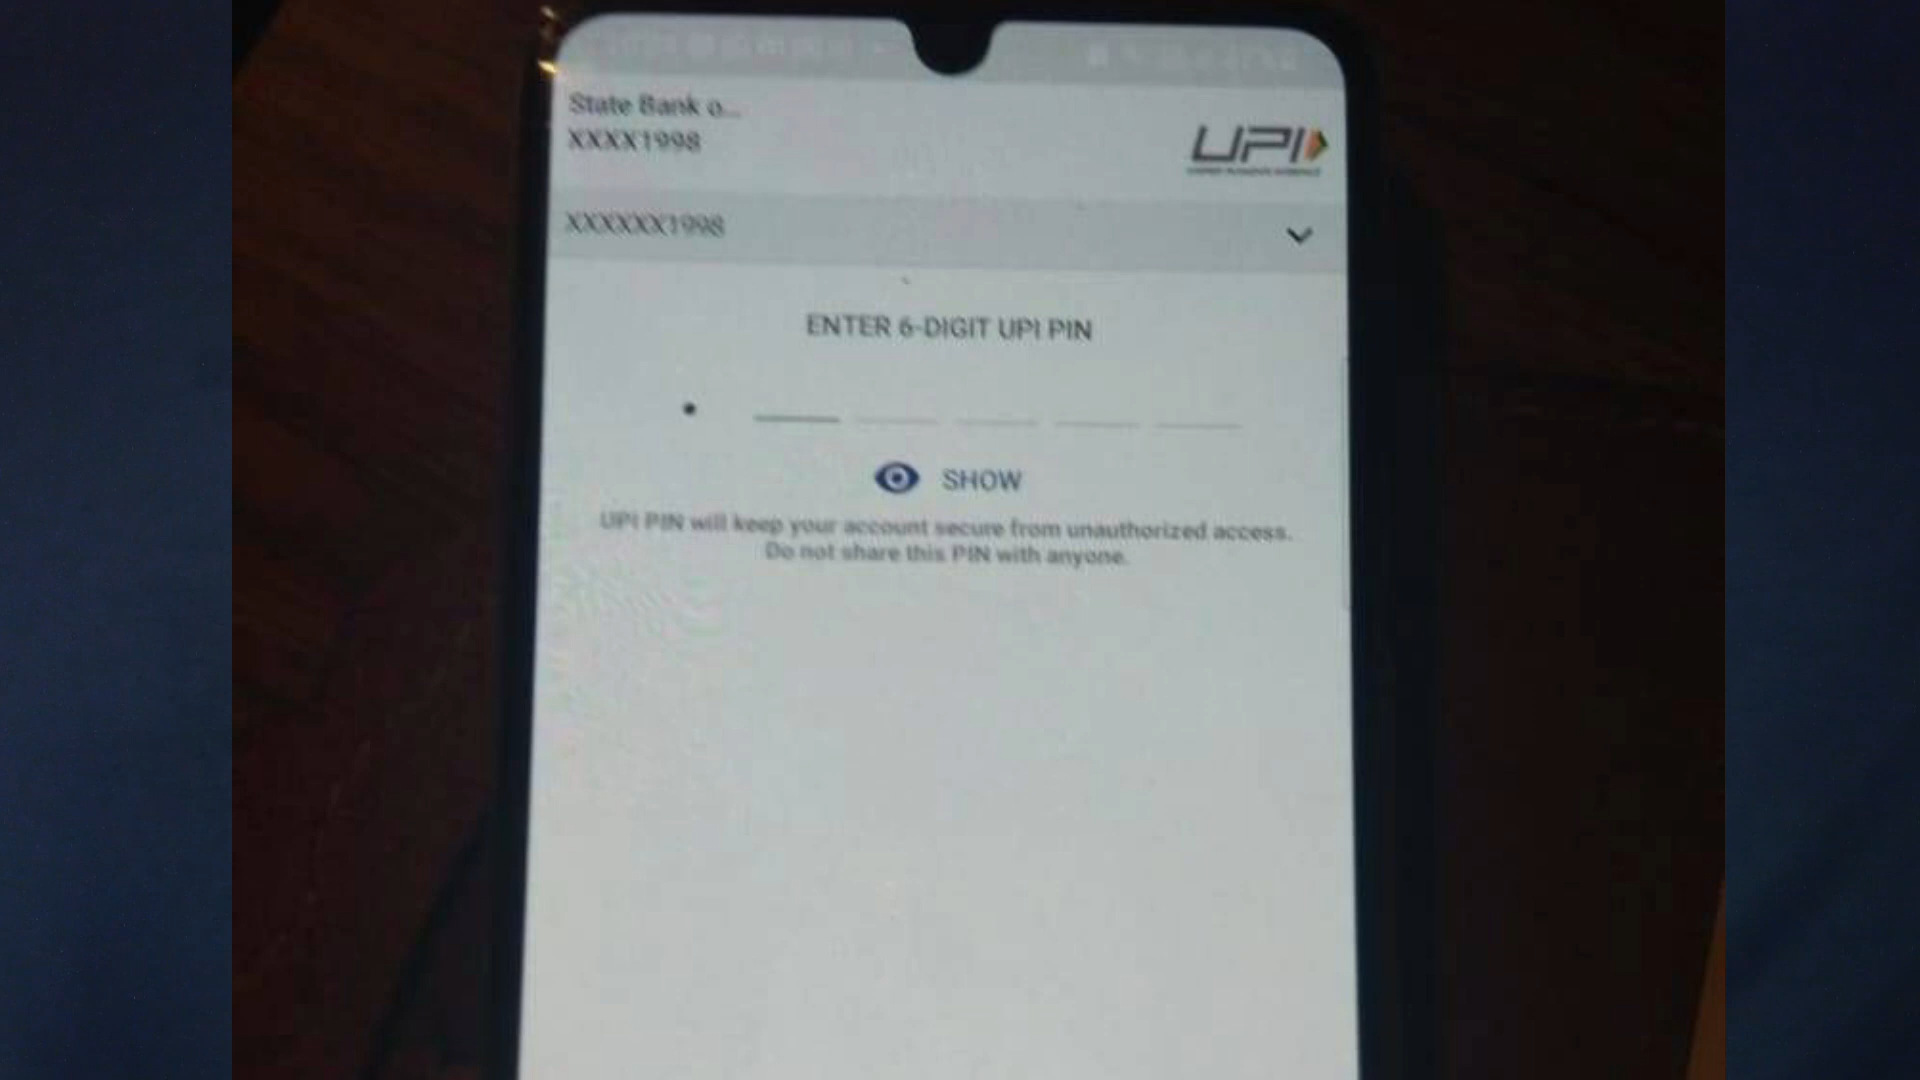 State Bank o...
XXXX1998
UPI
XXXXXX1998
ENTER 6-DIGIT UPI PIN
SHOW
UPI PIN will keep your account secure from unauthorized access.
Do not share this PIN with anyone.